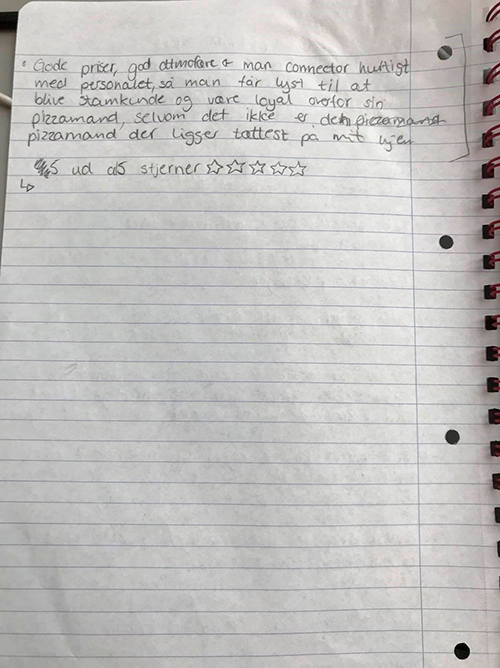 • Gode priser, god atmosfære & man connector hurtigt
med personalet, så man får lyst til at
blive stamkunde og være loyal overfor sin
pizzamand, selvom det ikke er den pizzamand
pizzamand der ligger tættest på mit hjem
5 ud af 5 stjerner ☆☆☆☆☆
↳